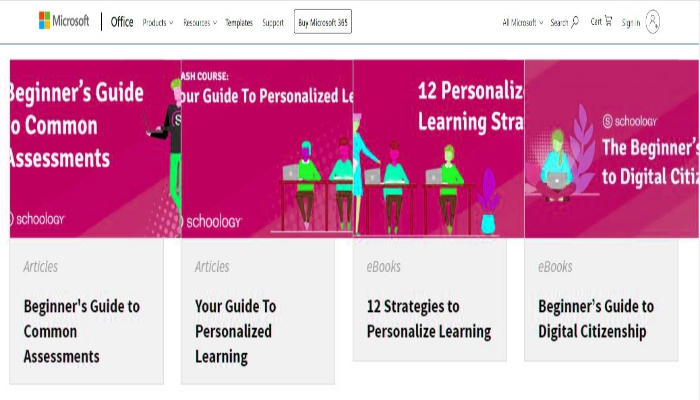 Microsoft Office Products Resources Templates Support Buy Microsoft 365 All Microsoft Search Cart Sign in
Beginner's Guide
o Common
Assessments
schoology
ASH COURSE:
our Guide To Personalized Le
schoology
12 Personaliz
Learning Stra
S schoology
The Beginner's
to Digital Citiz
Articles
Beginner's Guide to
Common
Assessments
Articles
Your Guide To
Personalized
Learning
eBooks
12 Strategies to
Personalize Learning
eBooks
Beginner's Guide to
Digital Citizenship